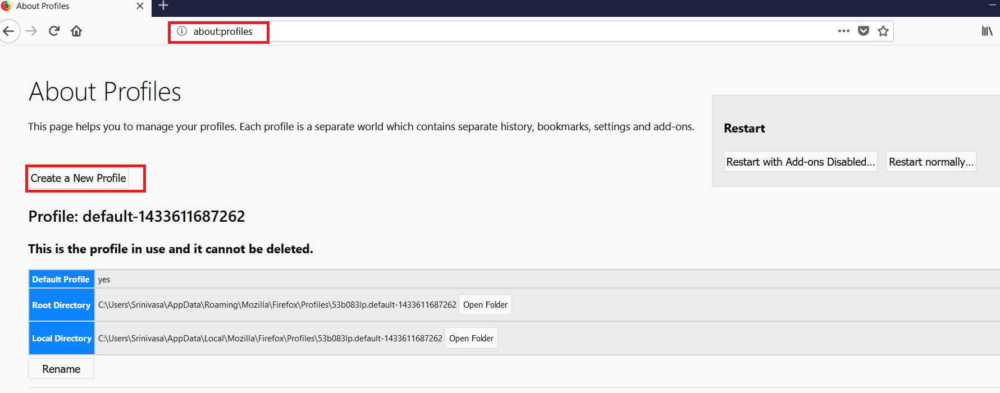 About Profiles
about:profiles
About Profiles
This page helps you to manage your profiles. Each profile is a separate world which contains separate history, bookmarks, settings and add-ons.
Restart
Restart with Add-ons Disabled... Restart normally...
Create a New Profile
Profile: default-1433611687262
This is the profile in use and it cannot be deleted.
Default Profile yes
Root Directory C:\Users\Srinivasa\AppData\Roaming\Mozilla\Firefox\Profiles\53b083lp.default-1433611687262 Open Folder
Local Directory C:\Users\Srinivasa\AppData\Local\Mozilla\Firefox\Profiles\53b083lp.default-1433611687262 Open Folder
Rename